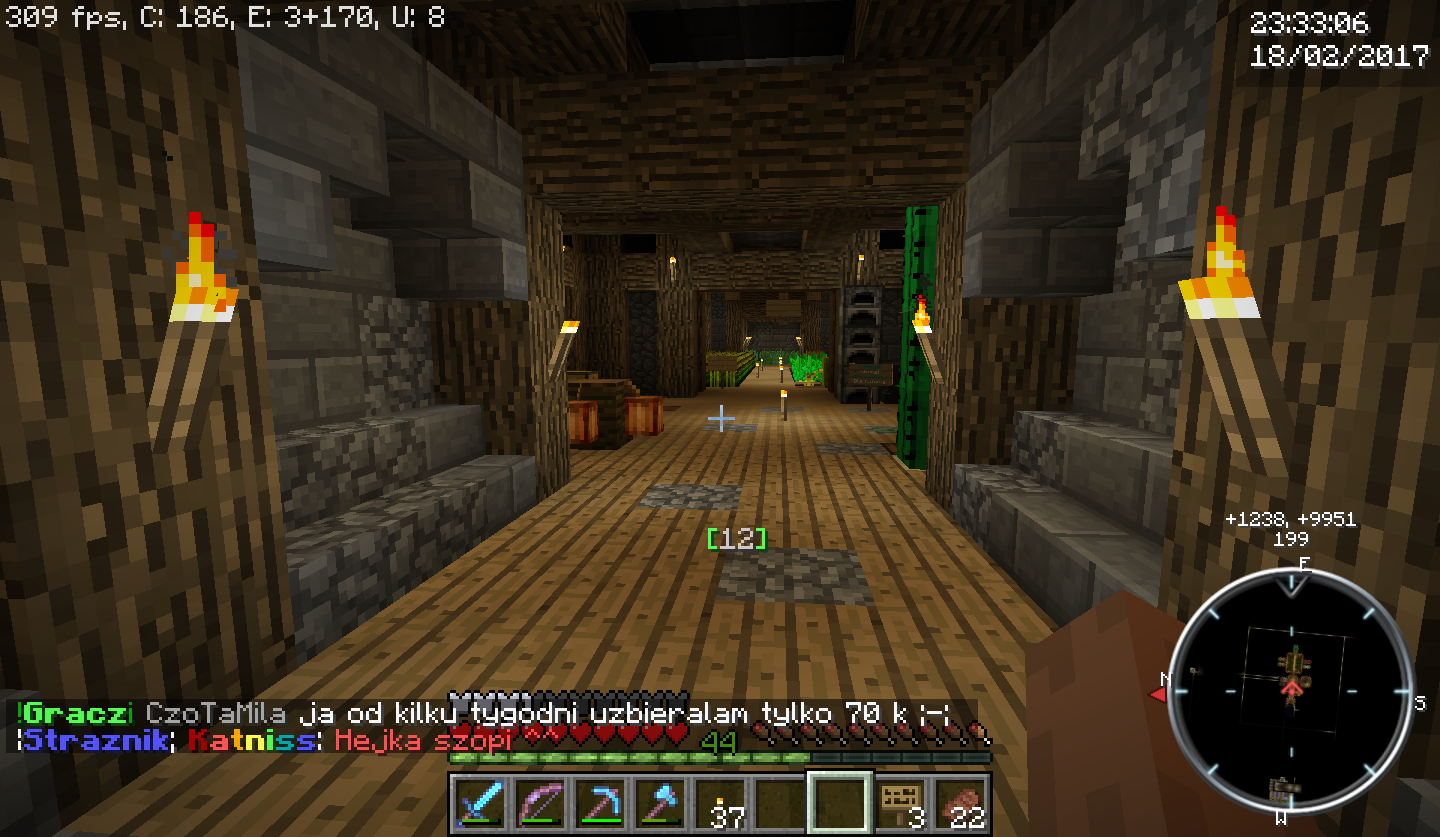 309 fps, C: 186, E: 3+170, U: 8
23:33:06
18/02/2017
[12]
+1238, +9951
199
E
N
S
W
|Graczi CzoTaMila ja od kilku tygodni uzbieralam tylko 70 k ;-;
|Straznik; Katniss: Hejka szopi
44
37
3
22